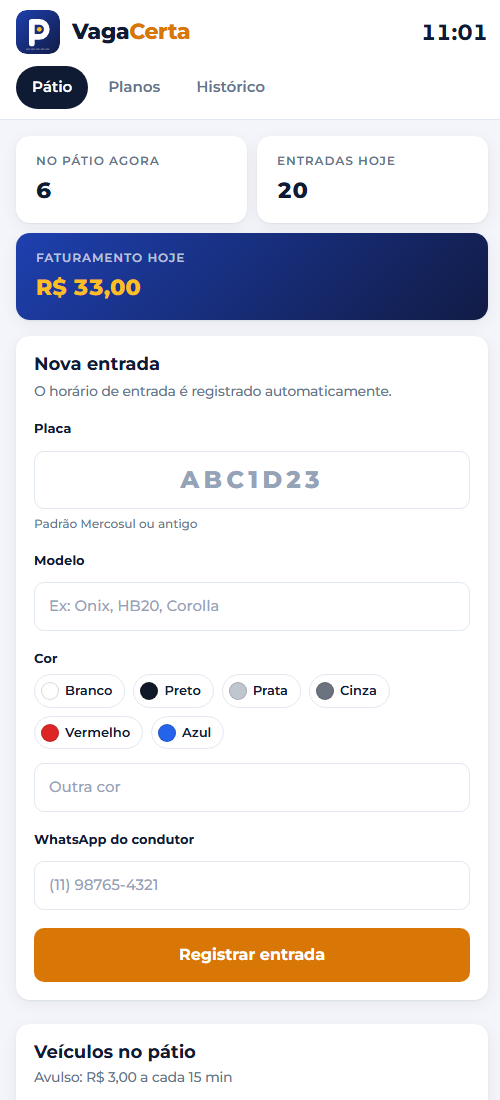 P
VagaCerta
11:01
Pátio
Planos
Histórico
NO PÁTIO AGORA
6
ENTRADAS HOJE
20
FATURAMENTO HOJE
R$ 33,00
Nova entrada
O horário de entrada é registrado automaticamente.
Placa
ABC1D23
Padrão Mercosul ou antigo
Modelo
Ex: Onix, HB20, Corolla
Cor
Branco
Preto
Prata
Cinza
Vermelho
Azul
Outra cor
WhatsApp do condutor
(11) 98765-4321
Registrar entrada
Veículos no pátio
Avulso: R$ 3,00 a cada 15 min